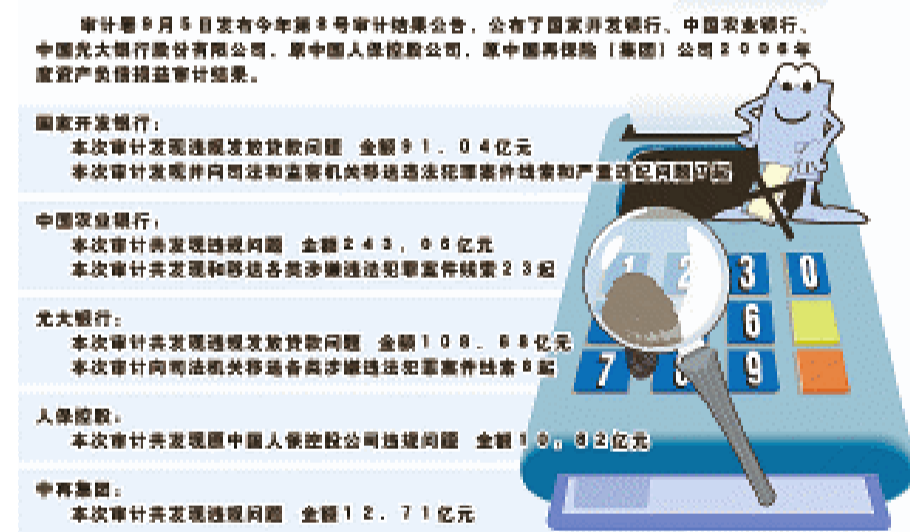 审计署9月5日发布今年第8号审计结果公告，公布了国家开发银行、中国农业银行、
中国光大银行股份有限公司、原中国人保控股公司、原中国再保险（集团）公司2006年
度资产负债损益审计结果。
国家开发银行：
本次审计发现违规发放贷款问题 金额91.04亿元
本次审计发现并向司法和监察机关移送违法犯罪案件线索和严重违纪问题
中国农业银行：
本次审计共发现违规问题 金额243.06亿元
本次审计共发现和移送各类涉嫌违法犯罪案件线索23起
光大银行：
本次审计共发现违规发放贷款问题 金额108.68亿元
本次审计向司法机关移送各类涉嫌违法犯罪案件线索8起
人保控股：
本次审计共发现原中国人保控股公司违规问题 金额10.82亿元
中再集团：
本次审计共发现违规问题 金额12.71亿元
1 2 3 0
6
7 8 9